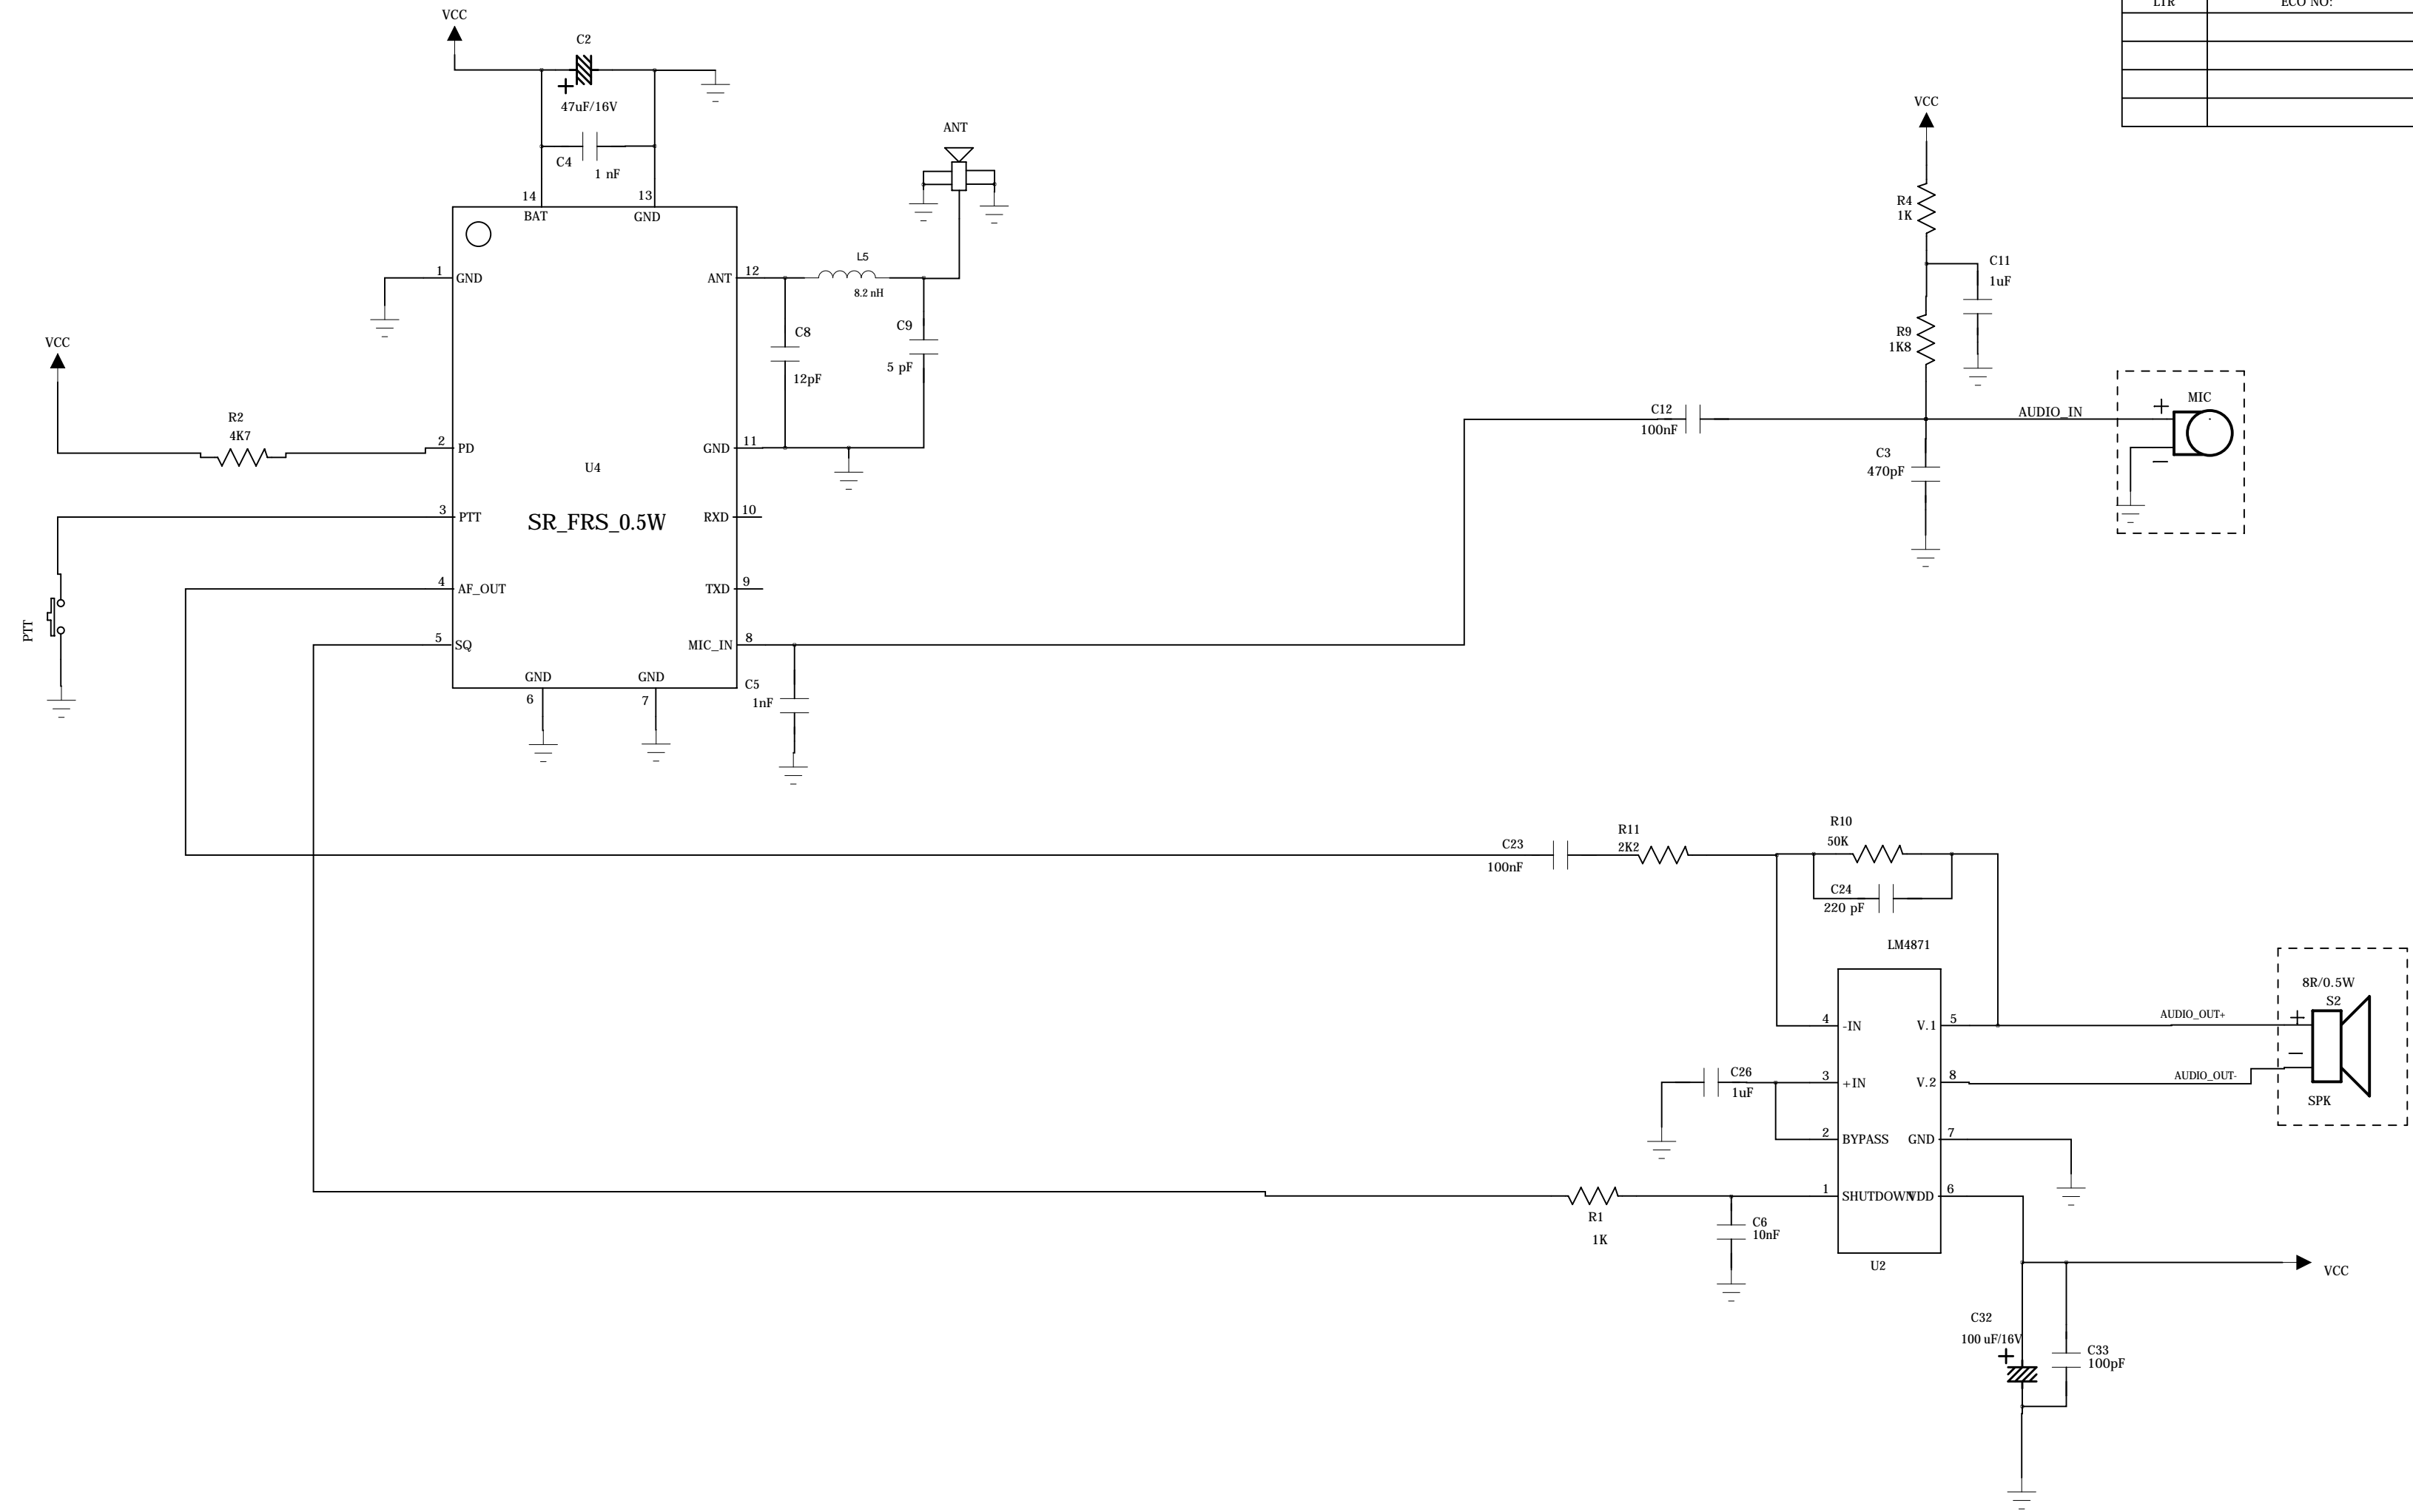 LTR ECO NO:
VCC
C2
47uF/16V
C4
1 nF
14 13
BAT GND
ANT
1 GND
ANT 12
L5
8.2 nH
C8
12pF
C9
5 pF
VCC
R2
4K7
2 PD
GND 11
U4
SR_FRS_0.5W
3 PTT
RXD 10
4 AF_OUT
TXD 9
PTT
5 SQ
MIC_IN 8
GND GND
6 7
C5
1nF
VCC
R4
1K
C11
1uF
R9
1K8
C12
100nF
AUDIO_IN
MIC
+
−
C3
470pF
C23
100nF
R11
2K2
R10
50K
C24
220 pF
LM4871
4 -IN V.1 5
AUDIO_OUT+
8R/0.5W
S2
+
−
C26
1uF
3 +IN V.2 8
AUDIO_OUT-
SPK
2 BYPASS GND 7
1 SHUTDOWN VDD 6
R1
1K
C6
10nF
U2
VCC
C32
100 uF/16V
+
C33
100pF